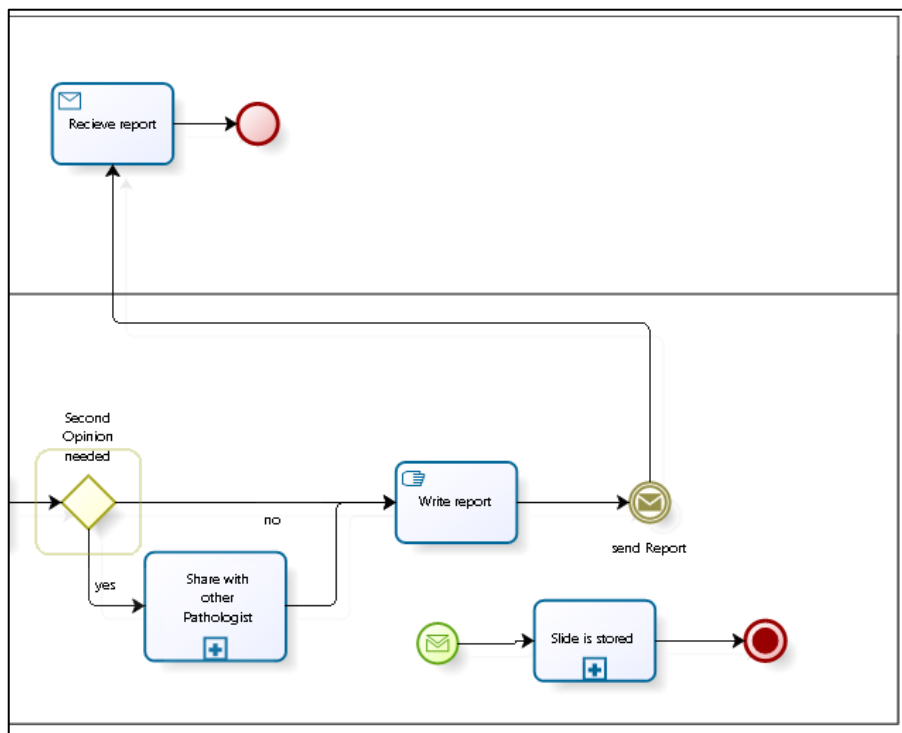 Recieve report
Second
Opinion
needed
no
Write report
send Report
yes
Share with
other
Pathologist
Slide is stored